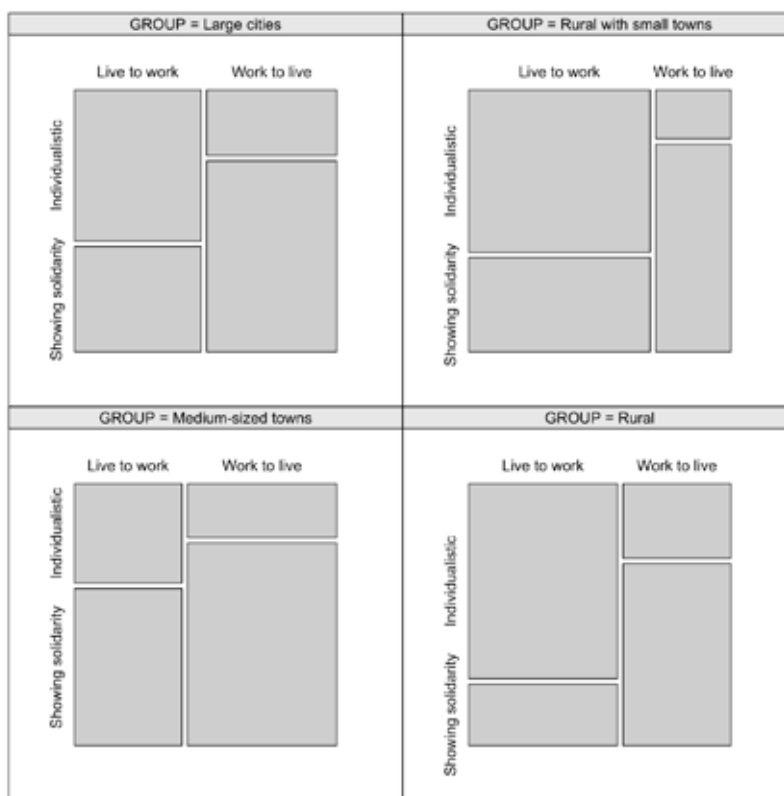 GROUP = Large cities
Live to work Work to live
Individualistic
Showing solidarity
GROUP = Rural with small towns
Live to work Work to live
Individualistic
Showing solidarity
GROUP = Medium-sized towns
Live to work Work to live
Individualistic
Showing solidarity
GROUP = Rural
Live to work Work to live
Individualistic
Showing solidarity